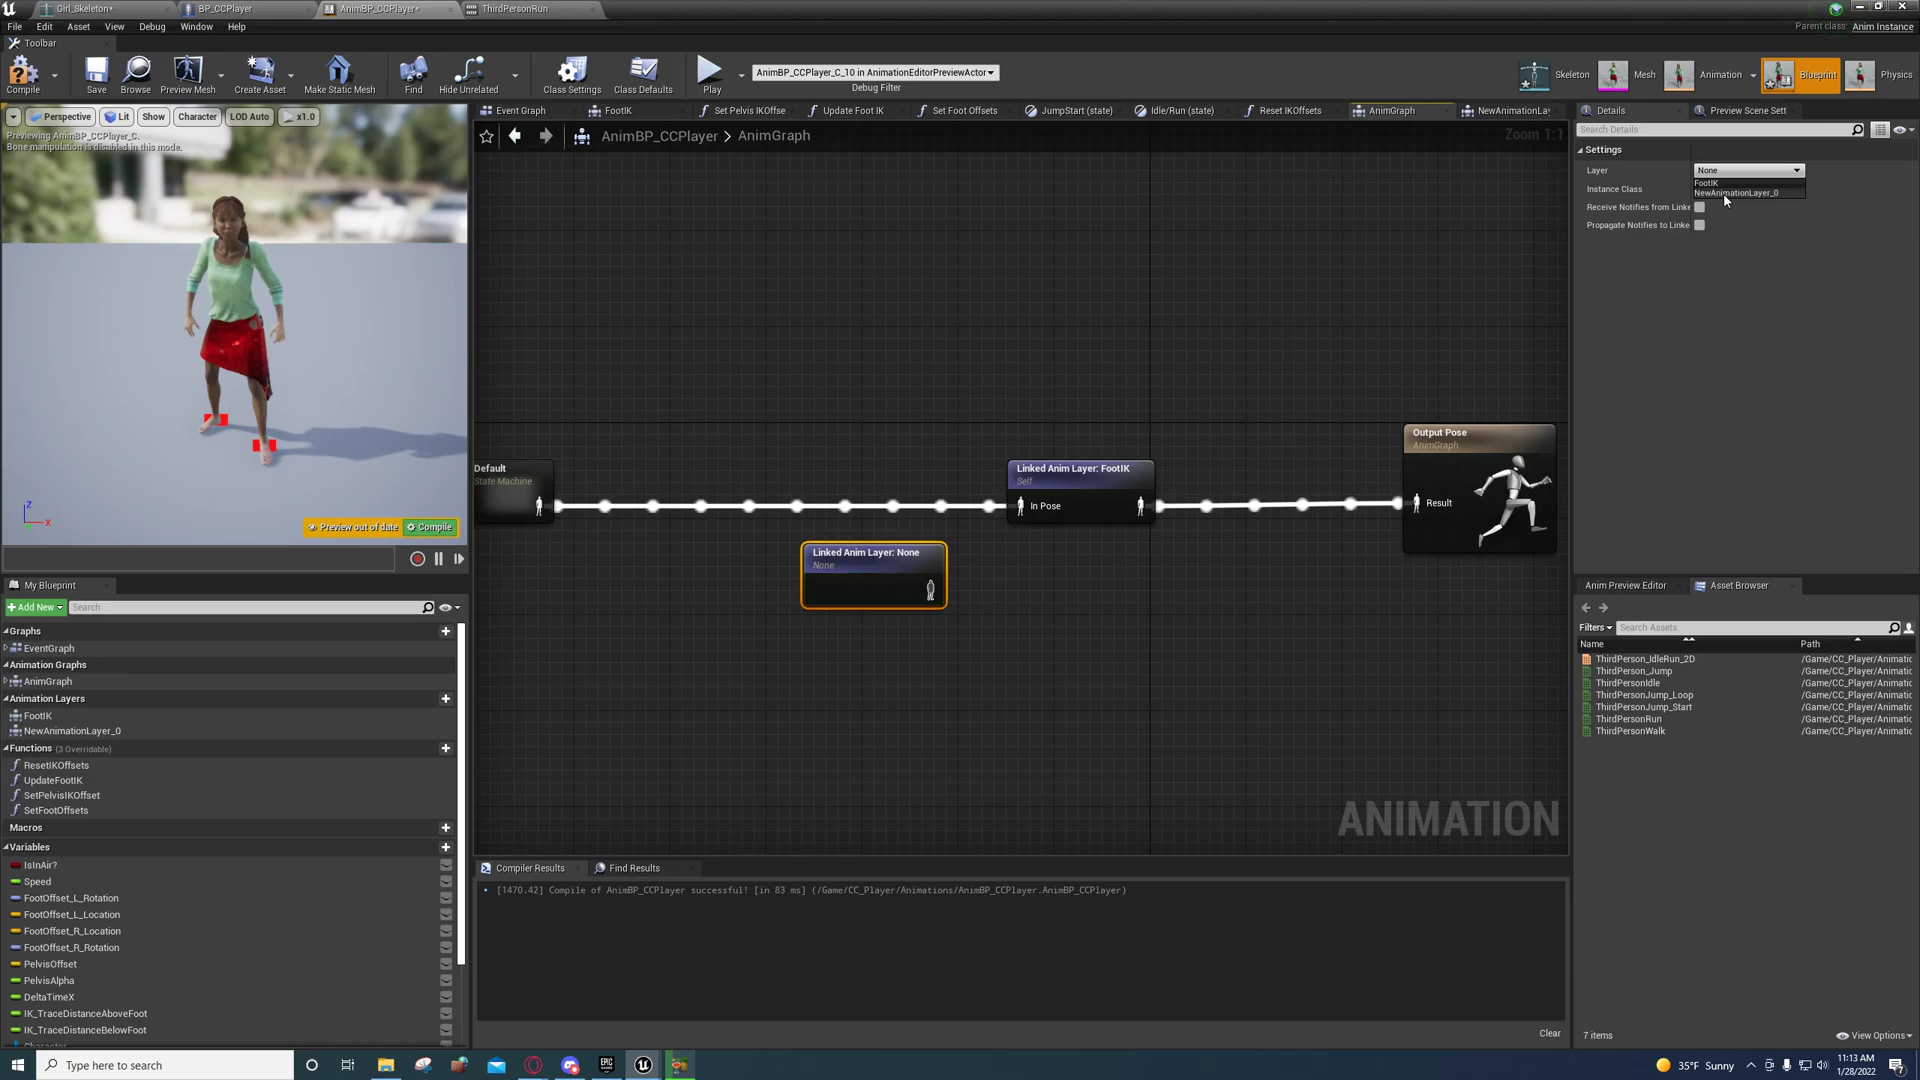 Girl_Skeleton*
BP_CCPlayer
AnimBP_CCPlayer*
ThirdPersonRun
File Edit Asset View Debug Window Help
Parent class: Anim Instance
Toolbar
Compile
Save
Browse
Preview Mesh
Create Asset
Make Static Mesh
Find
Hide Unrelated
Class Settings
Class Defaults
Play
AnimBP_CCPlayer_C_10 in AnimationEditorPreviewActor
Debug Filter
Skeleton
Mesh
Animation
Blueprint
Physics
Perspective
Lit
Show
Character
LOD Auto
x1.0
Previewing AnimBP_CCPlayer_C.
Bone manipulation is disabled in this mode.
Z
X
Preview out of date
Compile
Event Graph
FootIK
Set Pelvis IKOffse
Update Foot IK
Set Foot Offsets
JumpStart (state)
Idle/Run (state)
Reset IKOffsets
AnimGraph
NewAnimationLa
AnimBP_CCPlayer > AnimGraph
Zoom 1:1
Default
State Machine
Linked Anim Layer: FootIK
Self
In Pose
Linked Anim Layer: None
None
Output Pose
AnimGraph
Result
ANIMATION
Details
Preview Scene Sett
Search Details
Settings
Layer
None
FootIK
NewAnimationLayer_0
Instance Class
Receive Notifies from Linke
Propagate Notifies to Linke
My Blueprint
Add New
Search
Graphs
EventGraph
Animation Graphs
AnimGraph
Animation Layers
FootIK
NewAnimationLayer_0
Functions (3 Overridable)
ResetIKOffsets
UpdateFootIK
SetPelvisIKOffset
SetFootOffsets
Macros
Variables
IsInAir?
Speed
FootOffset_L_Rotation
FootOffset_L_Location
FootOffset_R_Location
FootOffset_R_Rotation
PelvisOffset
PelvisAlpha
DeltaTimeX
IK_TraceDistanceAboveFoot
IK_TraceDistanceBelowFoot
Compiler Results
Find Results
[1470.42] Compile of AnimBP_CCPlayer successful! [in 83 ms] (/Game/CC_Player/Animations/AnimBP_CCPlayer.AnimBP_CCPlayer)
Clear
Anim Preview Editor
Asset Browser
Filters
Search Assets
Name
Path
ThirdPerson_IdleRun_2D /Game/CC_Player/Animatic
ThirdPerson_Jump /Game/CC_Player/Animatic
ThirdPersonIdle /Game/CC_Player/Animatic
ThirdPersonJump_Loop /Game/CC_Player/Animatic
ThirdPersonJump_Start /Game/CC_Player/Animatic
ThirdPersonRun /Game/CC_Player/Animatic
ThirdPersonWalk /Game/CC_Player/Animatic
7 items
View Options
Type here to search
EPIC
GAMES
35°F Sunny
11:13 AM
1/28/2022
7